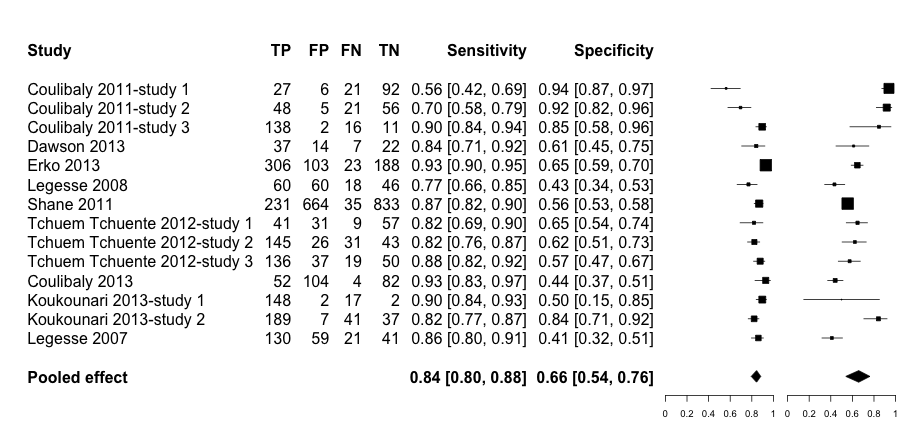 Study TP FP FN TN Sensitivity Specificity
Coulibaly 2011-study 1 27 6 21 92 0.56 [0.42, 0.69] 0.94 [0.87, 0.97]
Coulibaly 2011-study 2 48 5 21 56 0.70 [0.58, 0.79] 0.92 [0.82, 0.96]
Coulibaly 2011-study 3 138 2 16 11 0.90 [0.84, 0.94] 0.85 [0.58, 0.96]
Dawson 2013 37 14 7 22 0.84 [0.71, 0.92] 0.61 [0.45, 0.75]
Erko 2013 306 103 23 188 0.93 [0.90, 0.95] 0.65 [0.59, 0.70]
Legesse 2008 60 60 18 46 0.77 [0.66, 0.85] 0.43 [0.34, 0.53]
Shane 2011 231 664 35 833 0.87 [0.82, 0.90] 0.56 [0.53, 0.58]
Tchuem Tchuente 2012-study 1 41 31 9 57 0.82 [0.69, 0.90] 0.65 [0.54, 0.74]
Tchuem Tchuente 2012-study 2 145 26 31 43 0.82 [0.76, 0.87] 0.62 [0.51, 0.73]
Tchuem Tchuente 2012-study 3 136 37 19 50 0.88 [0.82, 0.92] 0.57 [0.47, 0.67]
Coulibaly 2013 52 104 4 82 0.93 [0.83, 0.97] 0.44 [0.37, 0.51]
Koukounari 2013-study 1 148 2 17 2 0.90 [0.84, 0.93] 0.50 [0.15, 0.85]
Koukounari 2013-study 2 189 7 41 37 0.82 [0.77, 0.87] 0.84 [0.71, 0.92]
Legesse 2007 130 59 21 41 0.86 [0.80, 0.91] 0.41 [0.32, 0.51]
Pooled effect 0.84 [0.80, 0.88] 0.66 [0.54, 0.76]
0 0.2 0.4 0.6 0.8 1 0 0.2 0.4 0.6 0.8 1